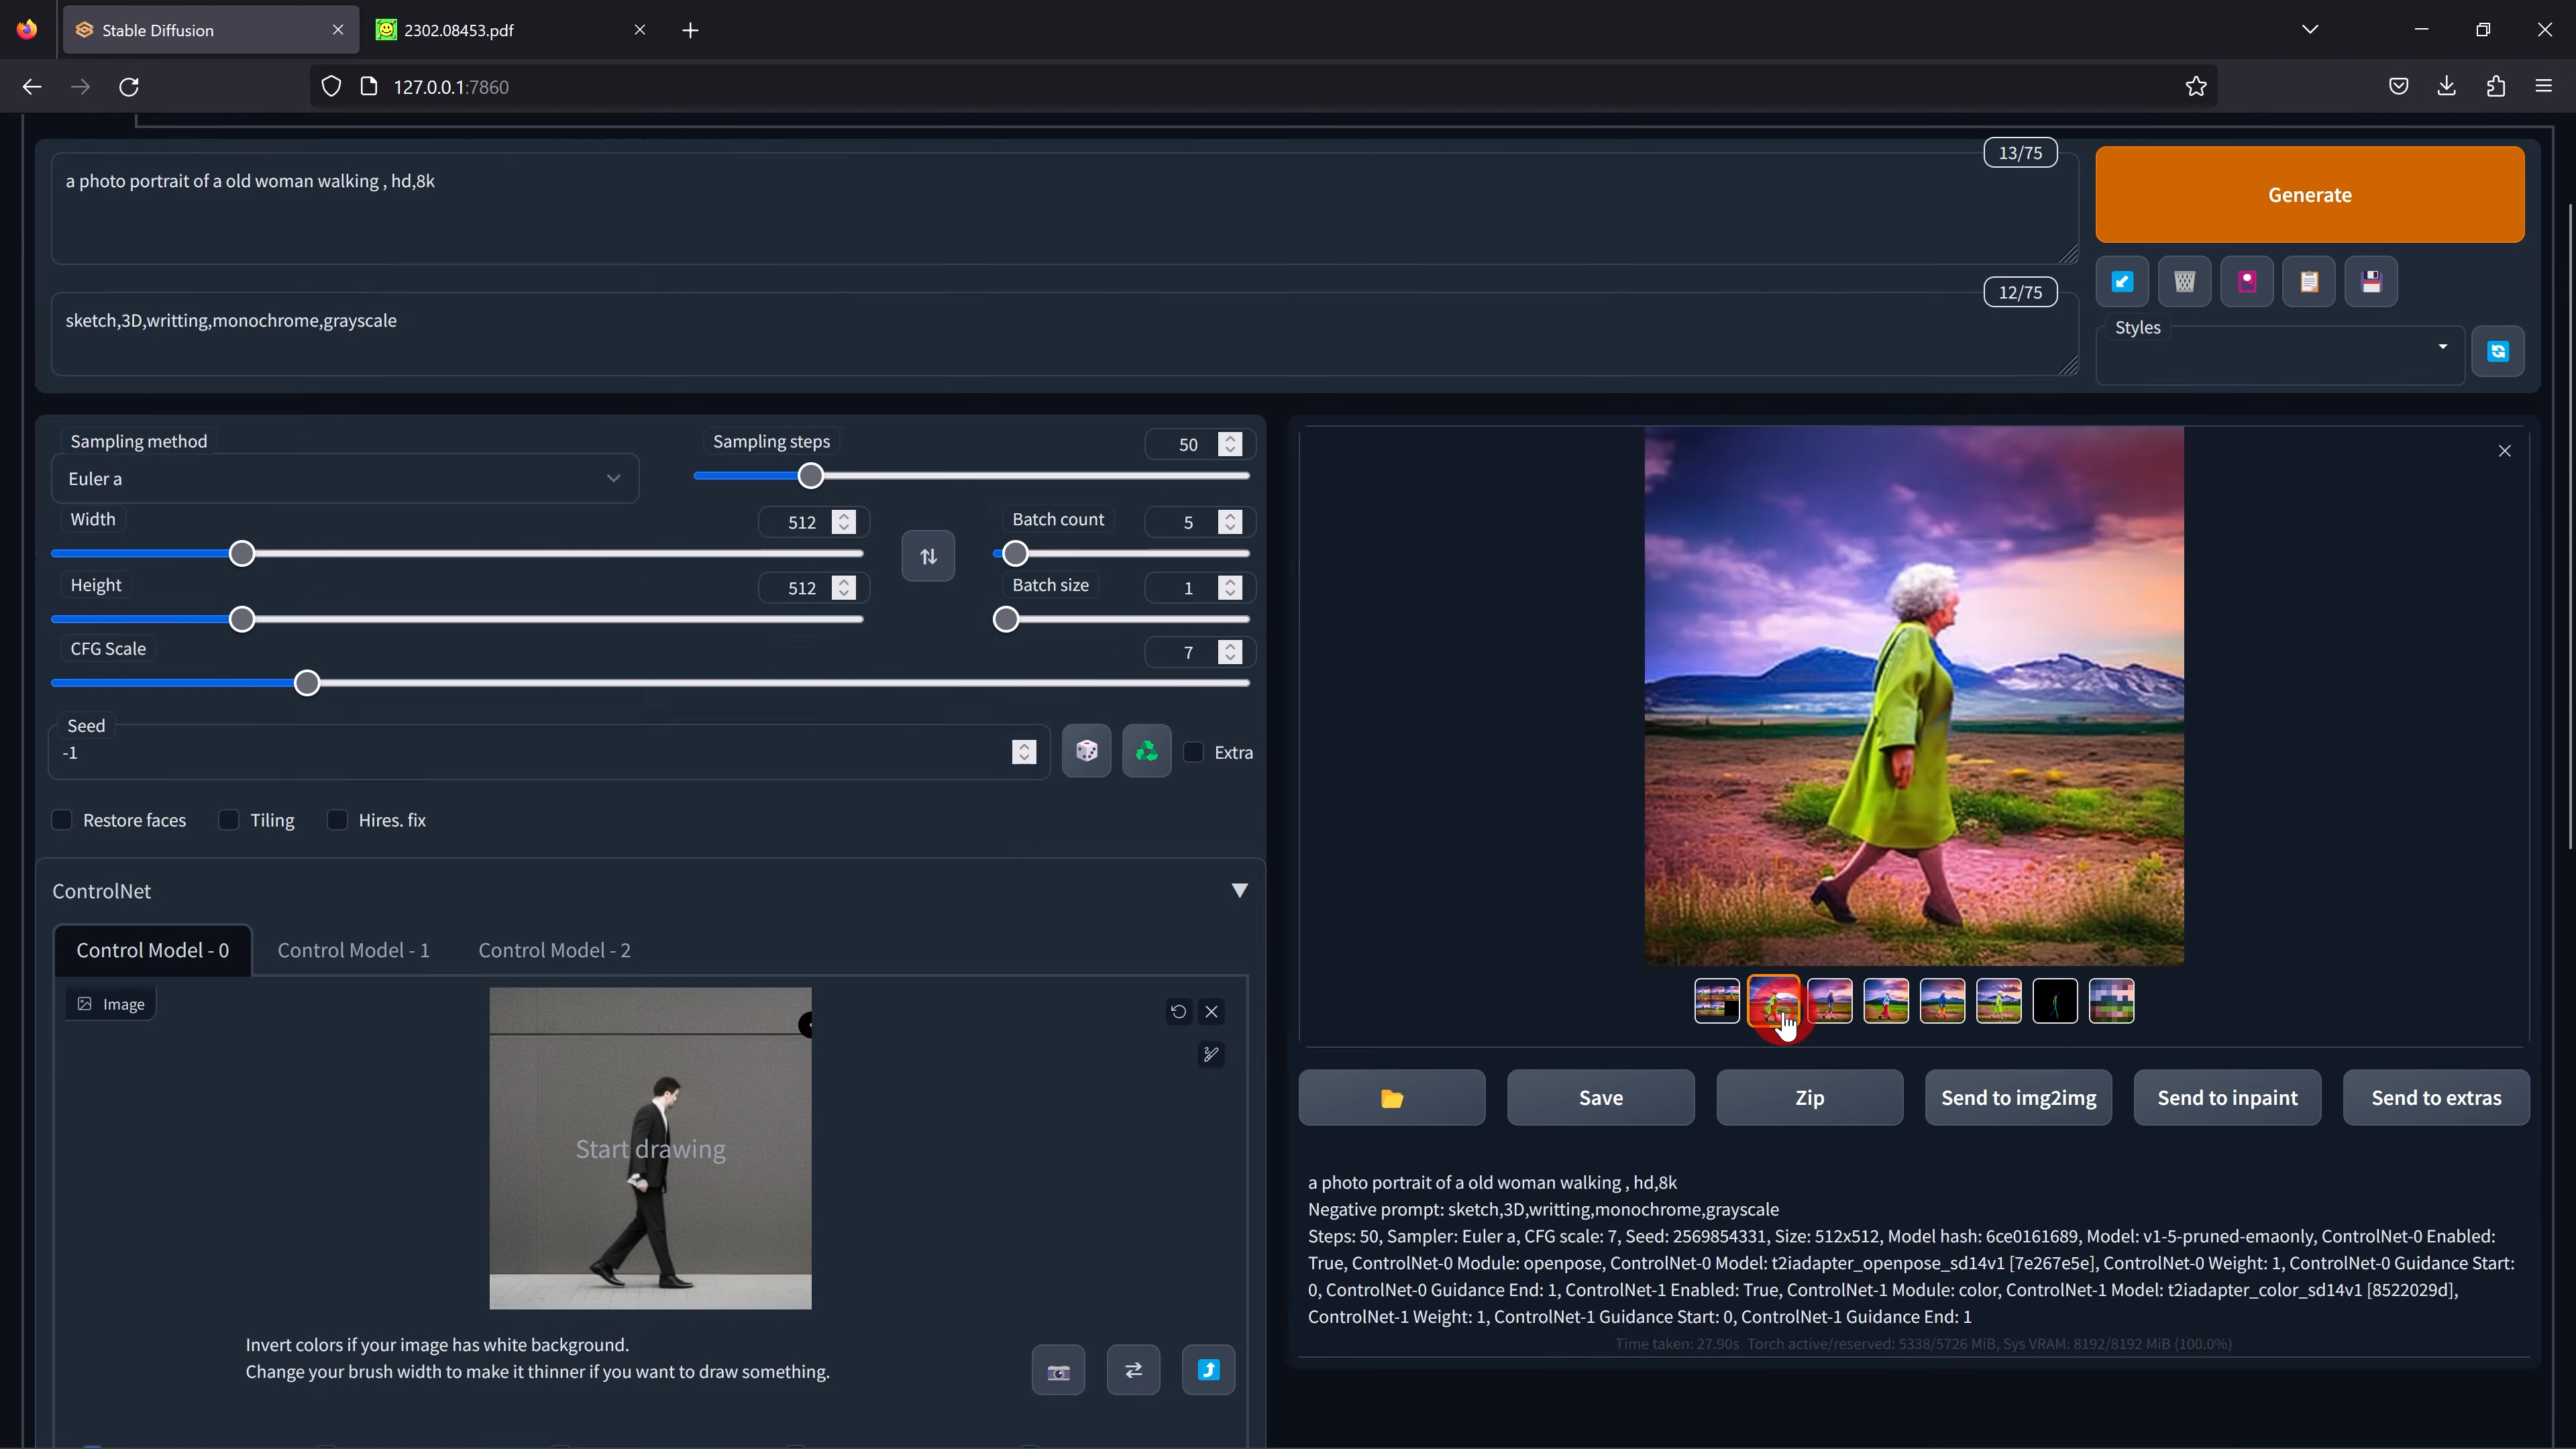 Stable Diffusion
2302.08453.pdf
127.0.0.1:7860
13/75
a photo portrait of a old woman walking , hd,8k
Generate
12/75
sketch,3D,writting,monochrome,grayscale
Styles
Sampling method
Euler a
Sampling steps
50
Width
512
Batch count
5
Height
512
Batch size
1
CFG Scale
7
Seed
-1
Extra
Restore faces
Tiling
Hires. fix
ControlNet
Control Model - 0
Control Model - 1
Control Model - 2
Image
Start drawing
Invert colors if your image has white background.
Change your brush width to make it thinner if you want to draw something.
Save
Zip
Send to img2img
Send to inpaint
Send to extras
a photo portrait of a old woman walking , hd,8k
Negative prompt: sketch,3D,writting,monochrome,grayscale
Steps: 50, Sampler: Euler a, CFG scale: 7, Seed: 2569854331, Size: 512x512, Model hash: 6ce0161689, Model: v1-5-pruned-emaonly, ControlNet-0 Enabled:
True, ControlNet-0 Module: openpose, ControlNet-0 Model: t2iadapter_openpose_sd14v1 [7e267e5e], ControlNet-0 Weight: 1, ControlNet-0 Guidance Start:
0, ControlNet-0 Guidance End: 1, ControlNet-1 Enabled: True, ControlNet-1 Module: color, ControlNet-1 Model: t2iadapter_color_sd14v1 [8522029d],
ControlNet-1 Weight: 1, ControlNet-1 Guidance Start: 0, ControlNet-1 Guidance End: 1
Time taken: 27.90s Torch active/reserved: 5338/5726 MiB, Sys VRAM: 8192/8192 MiB (100.0%)